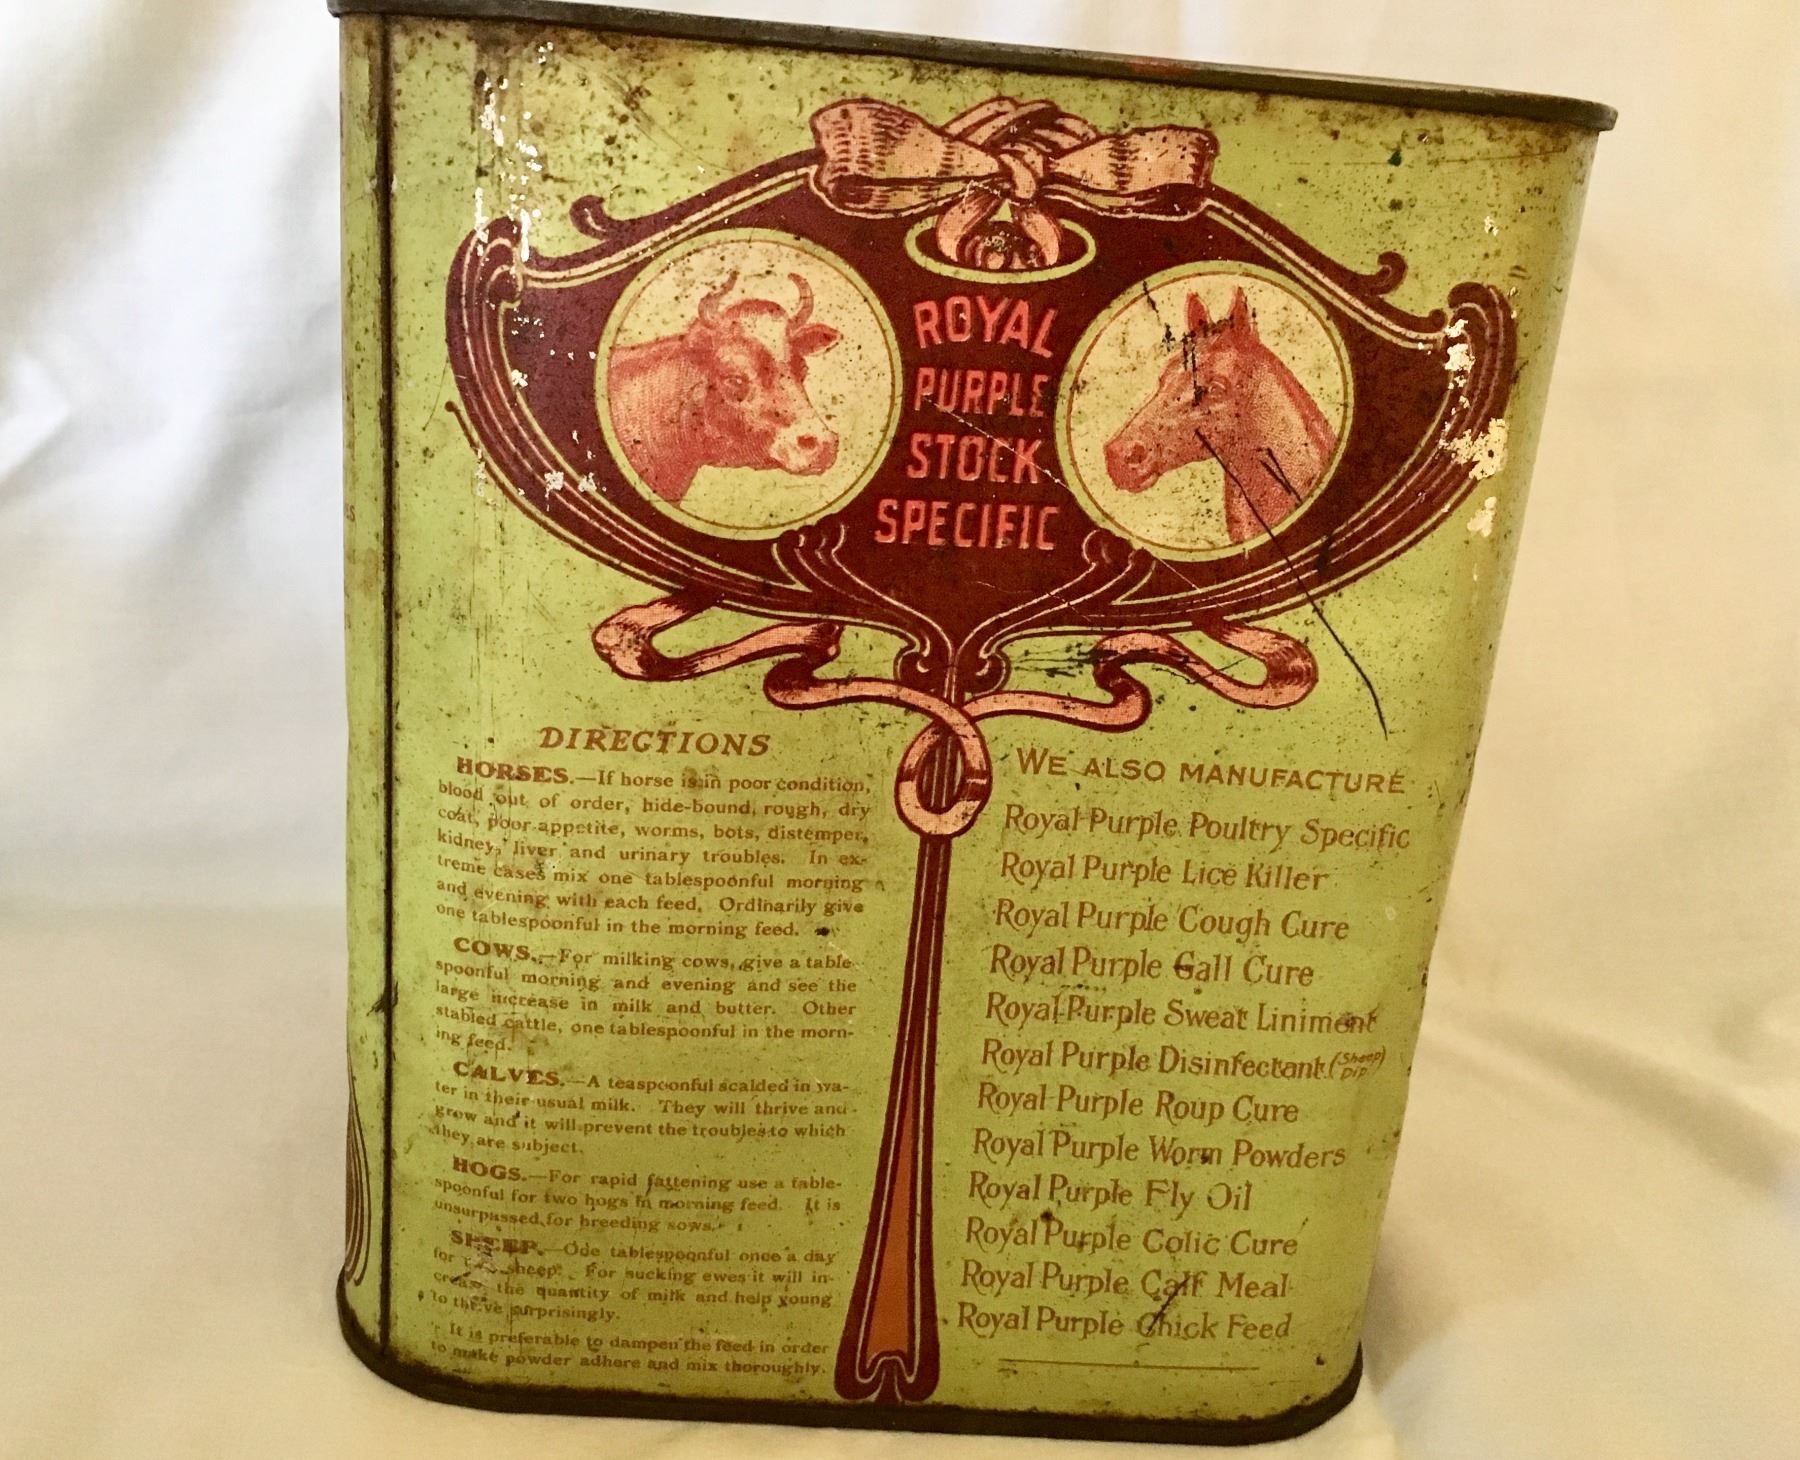 ROYAL
PURPLE
STOCK
SPECIFIC
DIRECTIONS
HORSES.—If horse is in poor condition,
blood out of order, hide-bound, rough, dry
coat, poor appetite, worms, bots, distemper,
kidney, liver and urinary troubles. In ex-
treme cases mix one tablespoonful morning
and evening with each feed. Ordinarily give
one tablespoonful in the morning feed.
COWS.—For milking cows, give a table-
spoonful morning and evening and see the
large increase in milk and butter. Other
stabled cattle, one tablespoonful in the morn-
ing feed.
CALVES.—A teaspoonful scalded in wa-
ter in their usual milk. They will thrive and
grow and it will prevent the troubles to which
they are subject.
HOGS.—For rapid fattening use a table-
spoonful for two hogs in morning feed. It is
unsurpassed for breeding sows.
SHEEP.—One tablespoonful once a day
for sheep. For sucking ewes it will in-
crease the quantity of milk and help young
to thrive surprisingly.
It is preferable to dampen the feed in order
to make powder adhere and mix thoroughly.
WE ALSO MANUFACTURE
Royal Purple Poultry Specific
Royal Purple Lice Killer
Royal Purple Cough Cure
Royal Purple Gall Cure
Royal Purple Sweat Liniment
Royal Purple Disinfectant (Sheep Dip)
Royal Purple Roup Cure
Royal Purple Worm Powders
Royal Purple Fly Oil
Royal Purple Colic Cure
Royal Purple Calf Meal
Royal Purple Chick Feed